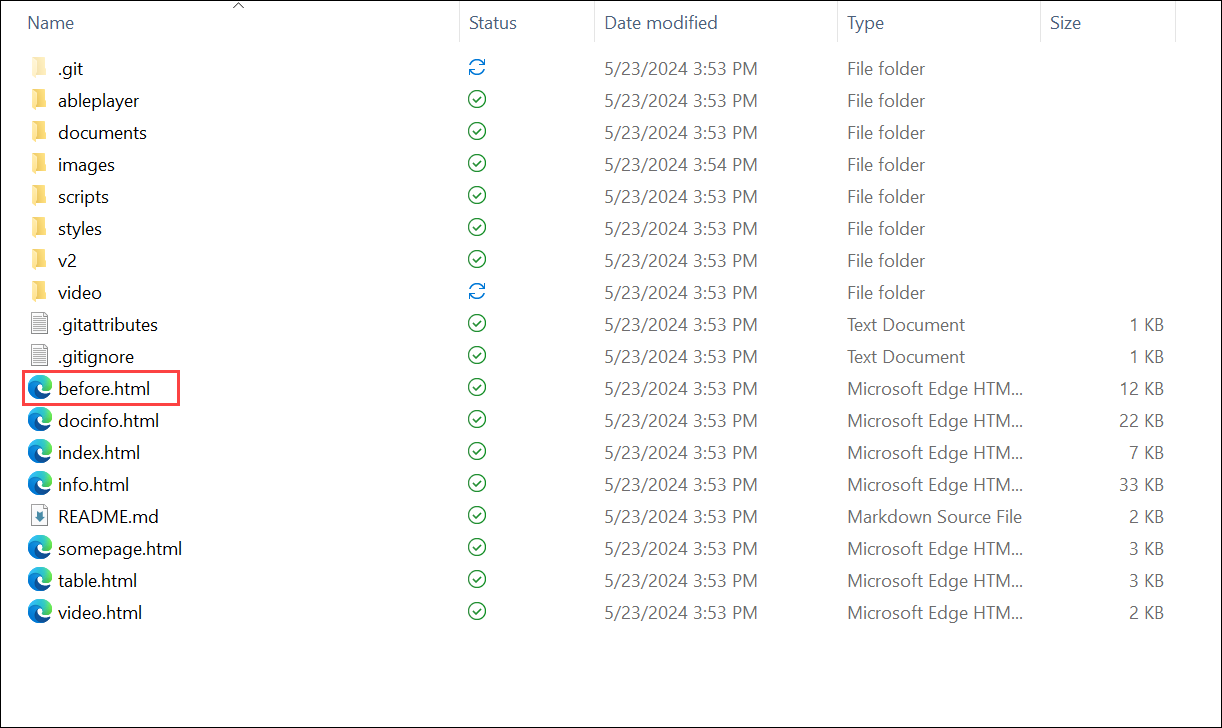 Name Status Date modified Type Size
.git 5/23/2024 3:53 PM File folder
ableplayer 5/23/2024 3:53 PM File folder
documents 5/23/2024 3:53 PM File folder
images 5/23/2024 3:54 PM File folder
scripts 5/23/2024 3:53 PM File folder
styles 5/23/2024 3:53 PM File folder
v2 5/23/2024 3:53 PM File folder
video 5/23/2024 3:53 PM File folder
.gitattributes 5/23/2024 3:53 PM Text Document 1 KB
.gitignore 5/23/2024 3:53 PM Text Document 1 KB
before.html 5/23/2024 3:53 PM Microsoft Edge HTM... 12 KB
docinfo.html 5/23/2024 3:53 PM Microsoft Edge HTM... 22 KB
index.html 5/23/2024 3:53 PM Microsoft Edge HTM... 7 KB
info.html 5/23/2024 3:53 PM Microsoft Edge HTM... 33 KB
README.md 5/23/2024 3:53 PM Markdown Source File 2 KB
somepage.html 5/23/2024 3:53 PM Microsoft Edge HTM... 3 KB
table.html 5/23/2024 3:53 PM Microsoft Edge HTM... 3 KB
video.html 5/23/2024 3:53 PM Microsoft Edge HTM... 2 KB